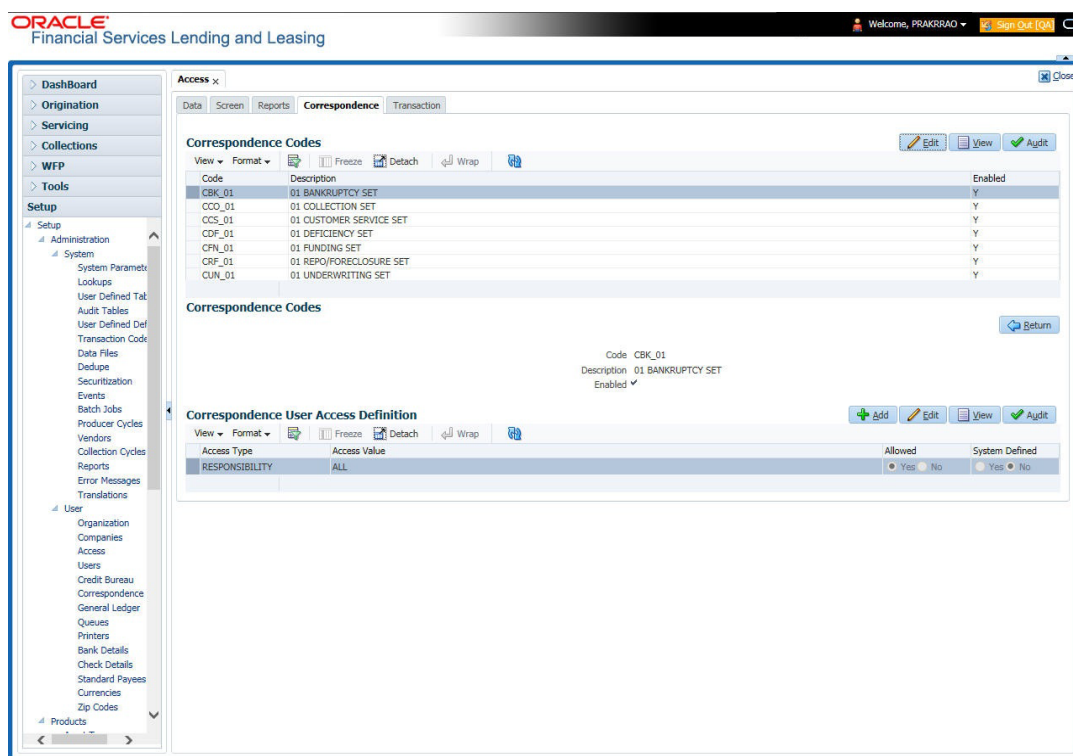 ORACLE'
Financial Services Lending and Leasing
Welcome, PRAKRRAO
Sign Out [QA]
DashBoard
Origination
Servicing
Collections
WFP
Tools
Setup
Setup
Administration
System
System Paramete
Lookups
User Defined Tab
Audit Tables
User Defined Def
Transaction Code
Data Files
Dedupe
Securitization
Events
Batch Jobs
Producer Cycles
Vendors
Collection Cycles
Reports
Error Messages
Translations
User
Organization
Companies
Access
Users
Credit Bureau
Correspondence
General Ledger
Queues
Printers
Bank Details
Check Details
Standard Payees
Currencies
Zip Codes
Products
Access x
Close
Data Screen Reports Correspondence Transaction
Correspondence Codes
Edit View Audit
View Format Freeze Detach Wrap
Code Description Enabled
CBK_01 01 BANKRUPTCY SET Y
CCO_01 01 COLLECTION SET Y
CCS_01 01 CUSTOMER SERVICE SET Y
CDF_01 01 DEFICIENCY SET Y
CFN_01 01 FUNDING SET Y
CRF_01 01 REPO/FORECLOSURE SET Y
CUN_01 01 UNDERWRITING SET Y
Correspondence Codes
Return
Code CBK_01
Description 01 BANKRUPTCY SET
Enabled
Correspondence User Access Definition
Add Edit View Audit
View Format Freeze Detach Wrap
Access Type Access Value Allowed System Defined
RESPONSIBILITY ALL Yes No Yes No